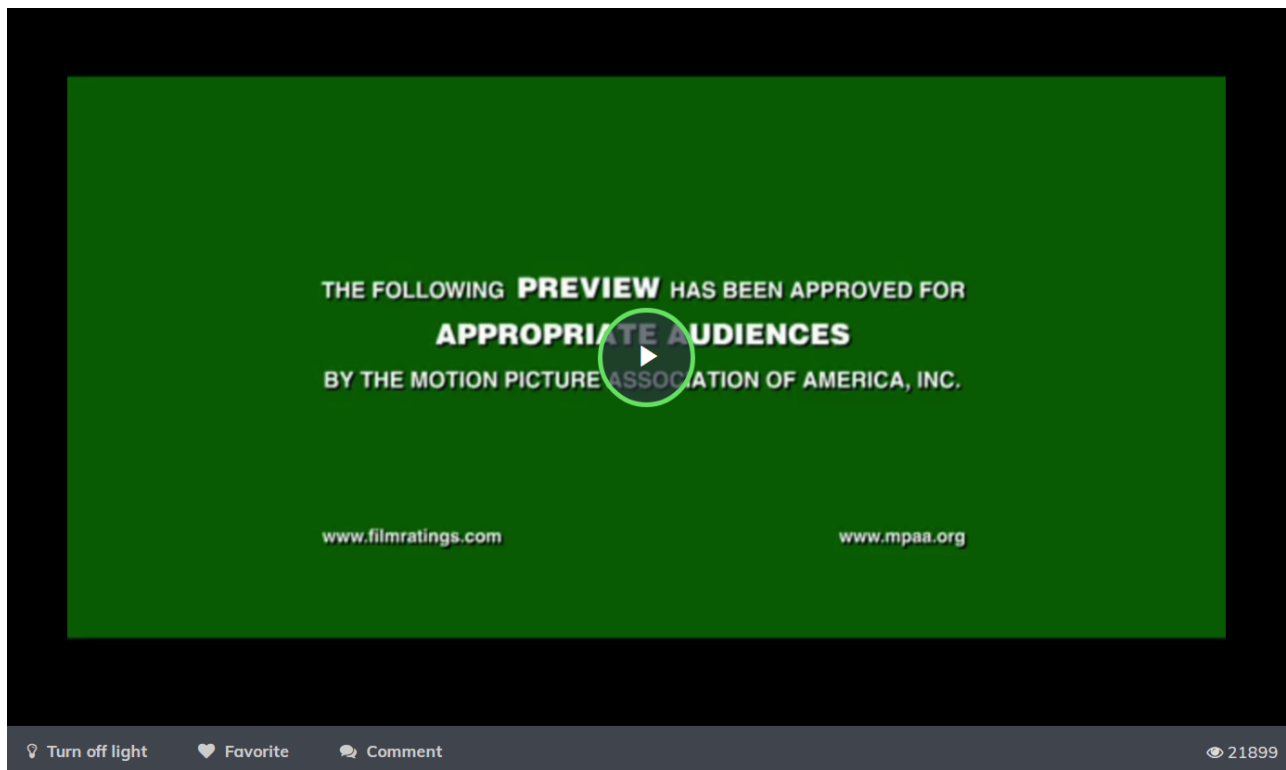 THE FOLLOWING PREVIEW HAS BEEN APPROVED FOR
APPROPRIATE AUDIENCES
BY THE MOTION PICTURE ASSOCIATION OF AMERICA, INC.
www.filmratings.com www.mpaa.org
Turn off light Favorite Comment 21899